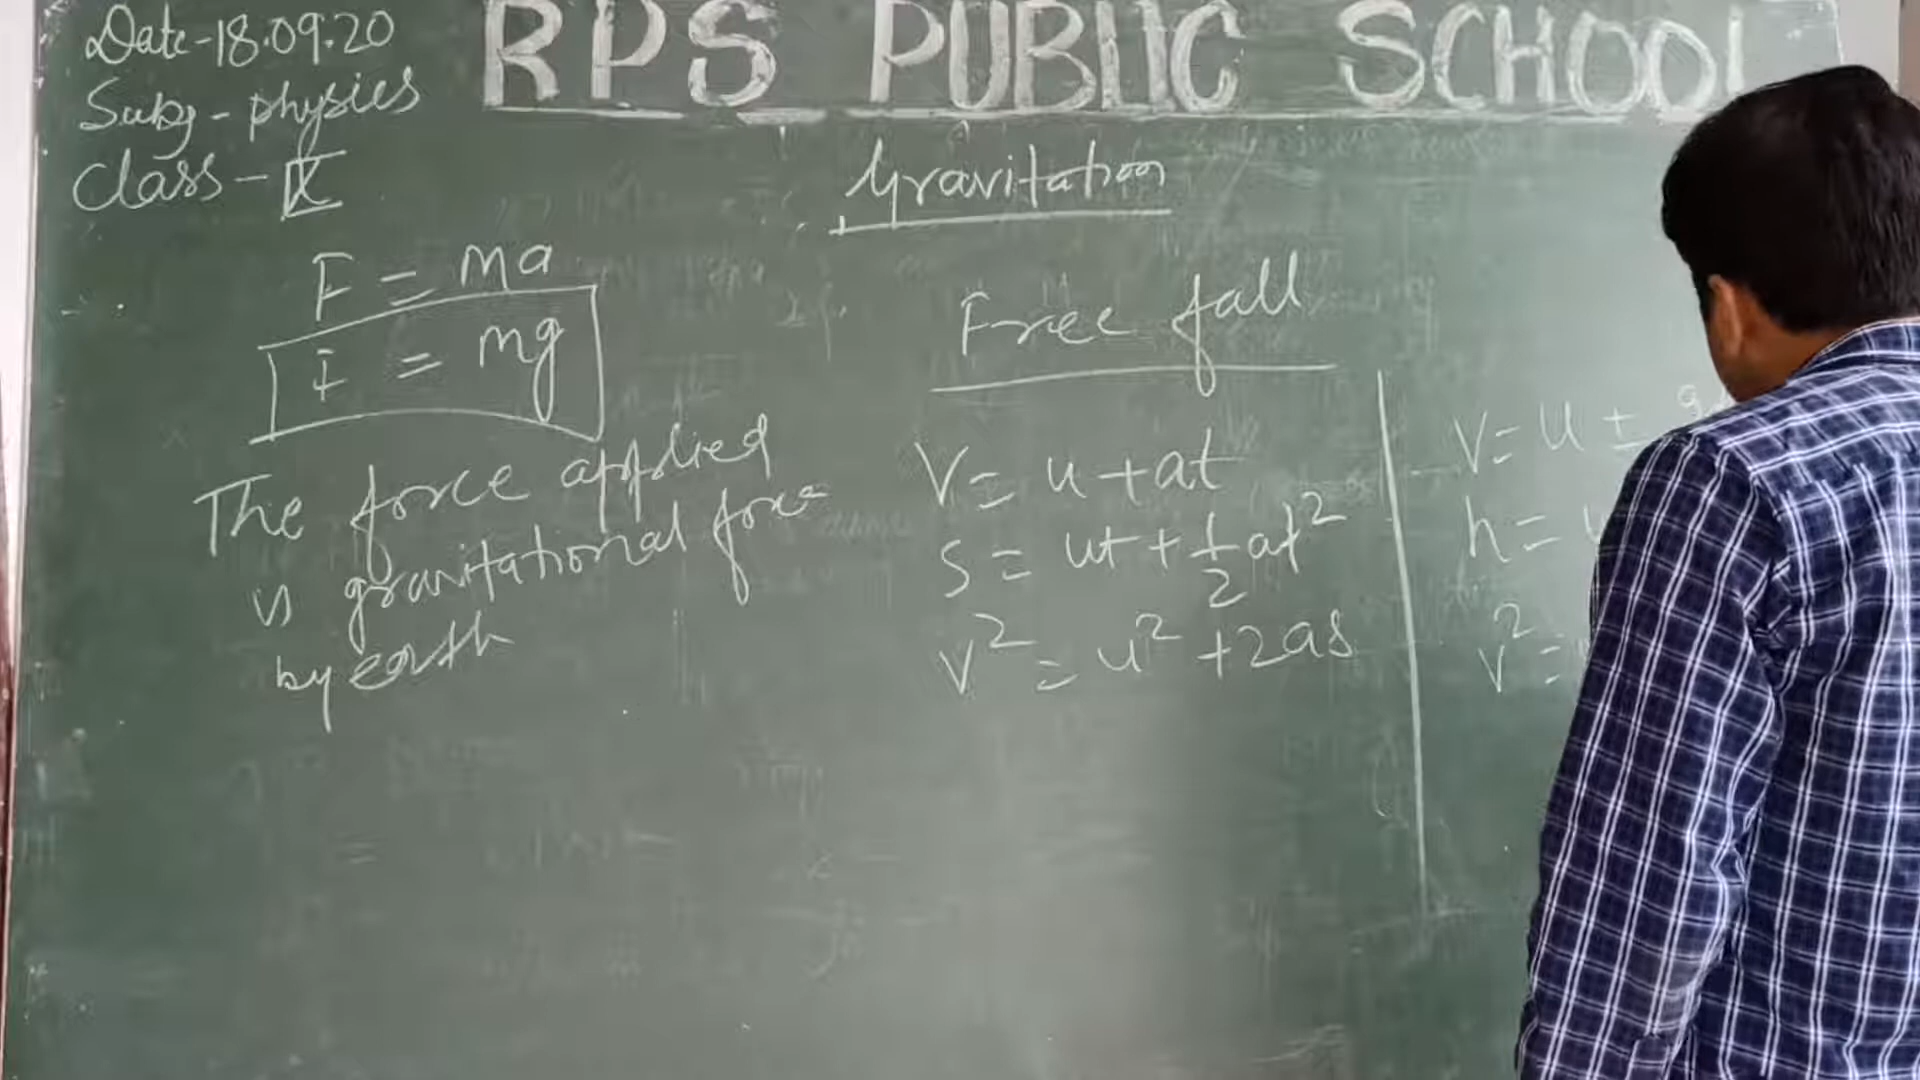 RPS PUBLIC SCHOOL
Date-18.09.20
Subj - physics
Class - IX
Gravitation
F = ma
F = mg
The force applied
is gravitational force
by earth
Free fall
V = u + at
S = ut + 1/2 at²
V² = u² + 2as
V = u ± g
h =
V² =